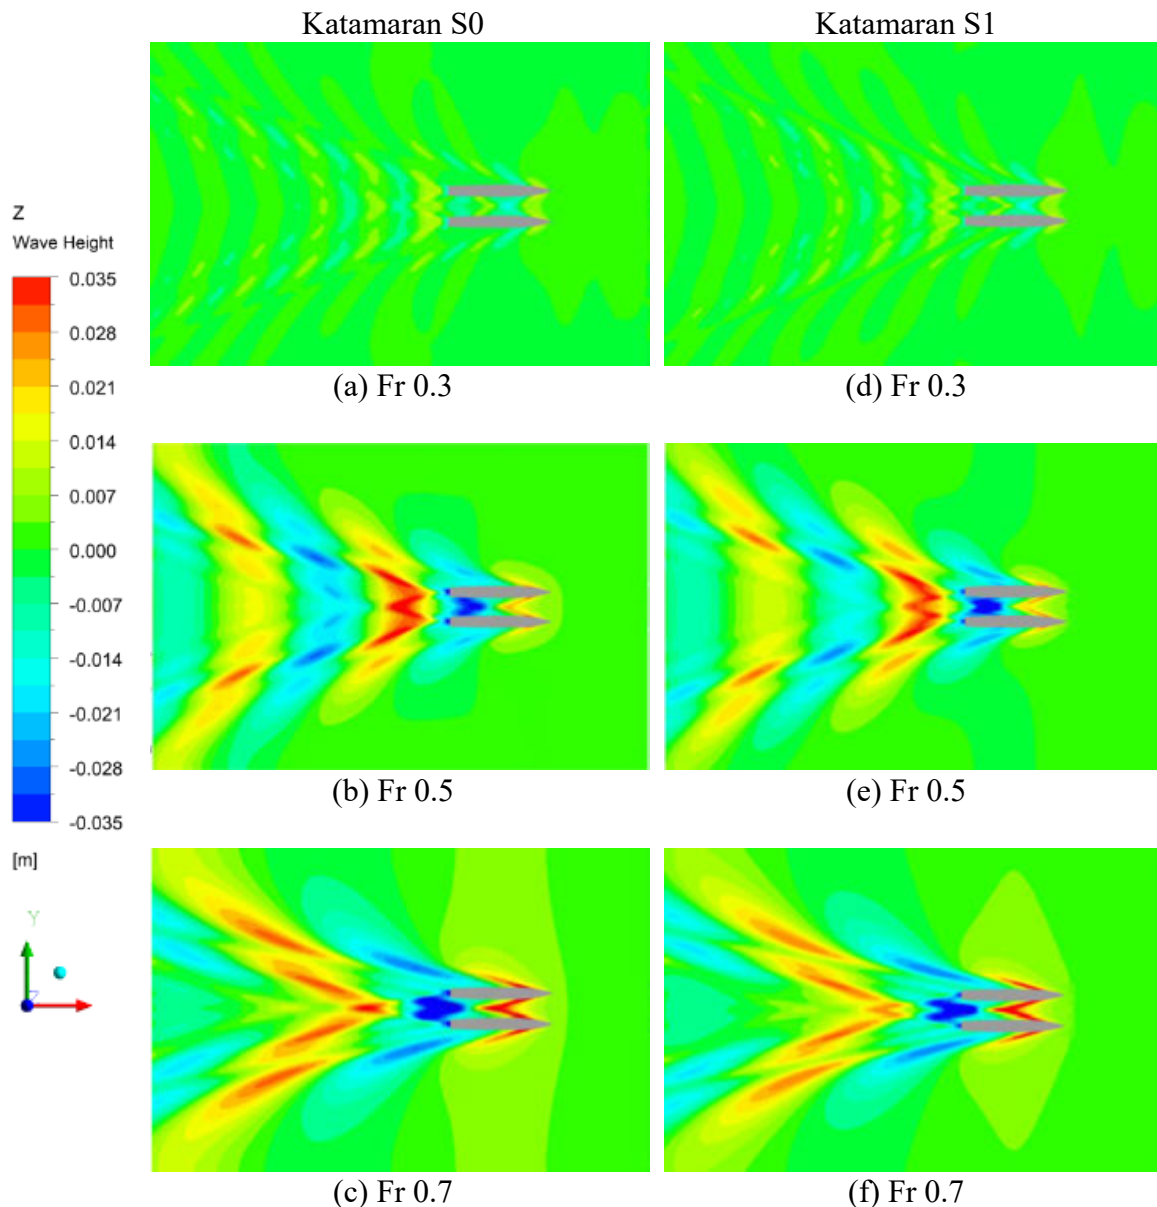 Katamaran S0
Katamaran S1
Z
Wave Height
0.035
0.028
0.021
0.014
0.007
0.000
-0.007
-0.014
-0.021
-0.028
-0.035
[m]
Y
Z
(a) Fr 0.3
(d) Fr 0.3
(b) Fr 0.5
(e) Fr 0.5
(c) Fr 0.7
(f) Fr 0.7